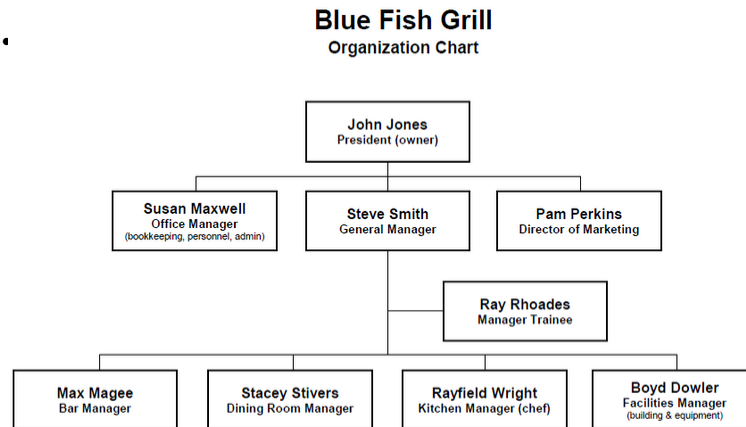 Blue Fish Grill
Organization Chart
John Jones
President (owner)
Susan Maxwell
Office Manager
(bookkeeping, personnel, admin)
Steve Smith
General Manager
Pam Perkins
Director of Marketing
Ray Rhoades
Manager Trainee
Max Magee
Bar Manager
Stacey Stivers
Dining Room Manager
Rayfield Wright
Kitchen Manager (chef)
Boyd Dowler
Facilities Manager
(building & equipment)